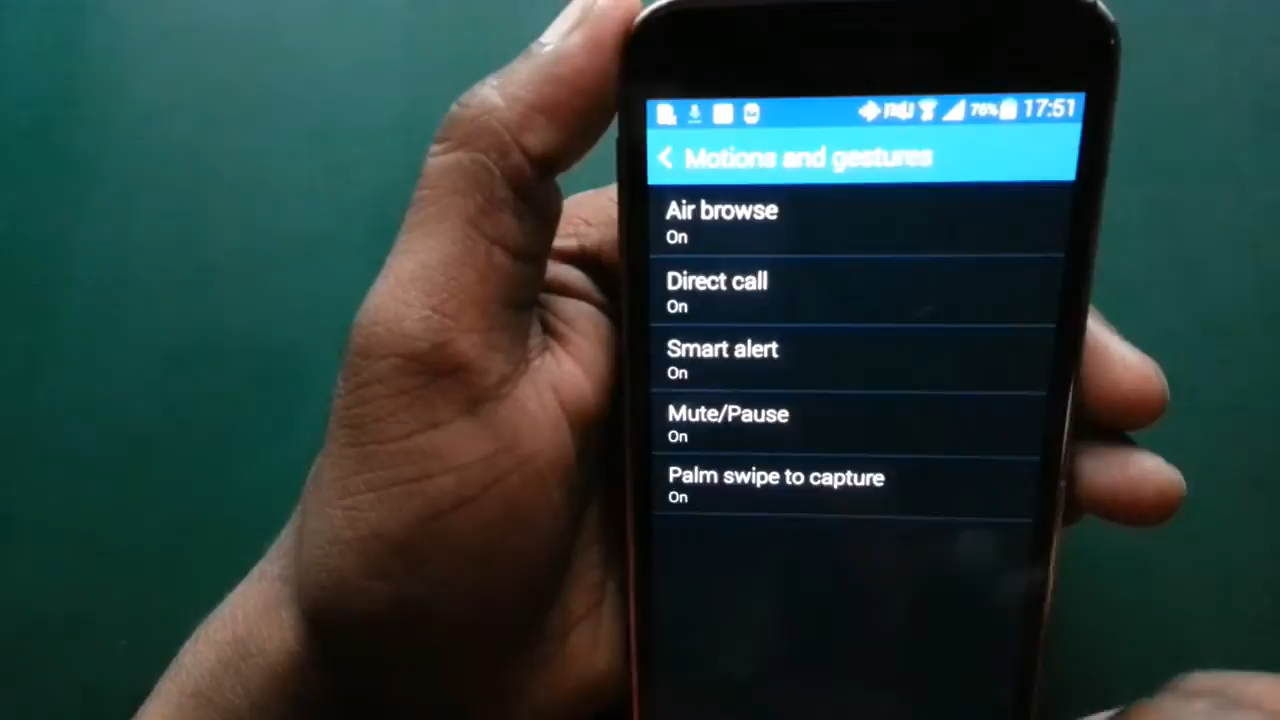 76% 17:51
Motions and gestures
Air browse
On
Direct call
On
Smart alert
On
Mute/Pause
On
Palm swipe to capture
On